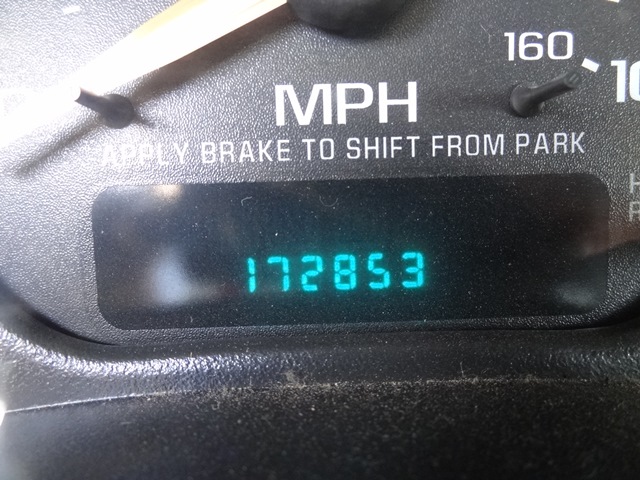 160
MPH
APPLY BRAKE TO SHIFT FROM PARK
172853